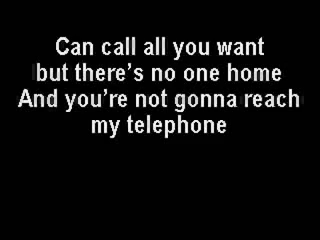 Can call all you want
but there's no one home
And you're not gonna reach
my telephone